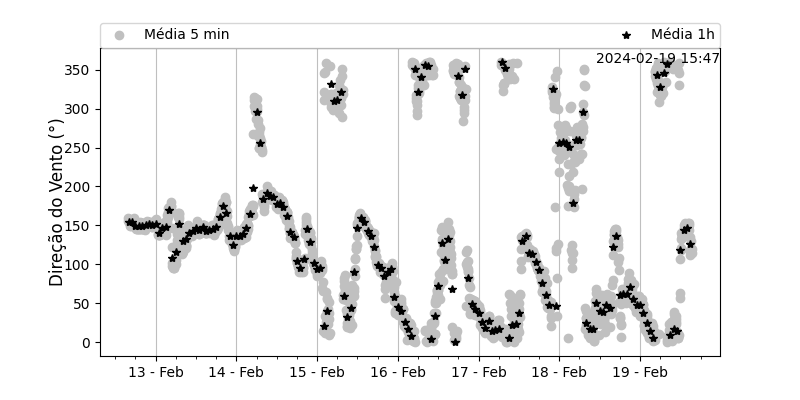 Média 5 min
Média 1h
2024-02-19 15:47
Direção do Vento (°)
350
300
250
200
150
100
50
0
13 - Feb
14 - Feb
15 - Feb
16 - Feb
17 - Feb
18 - Feb
19 - Feb